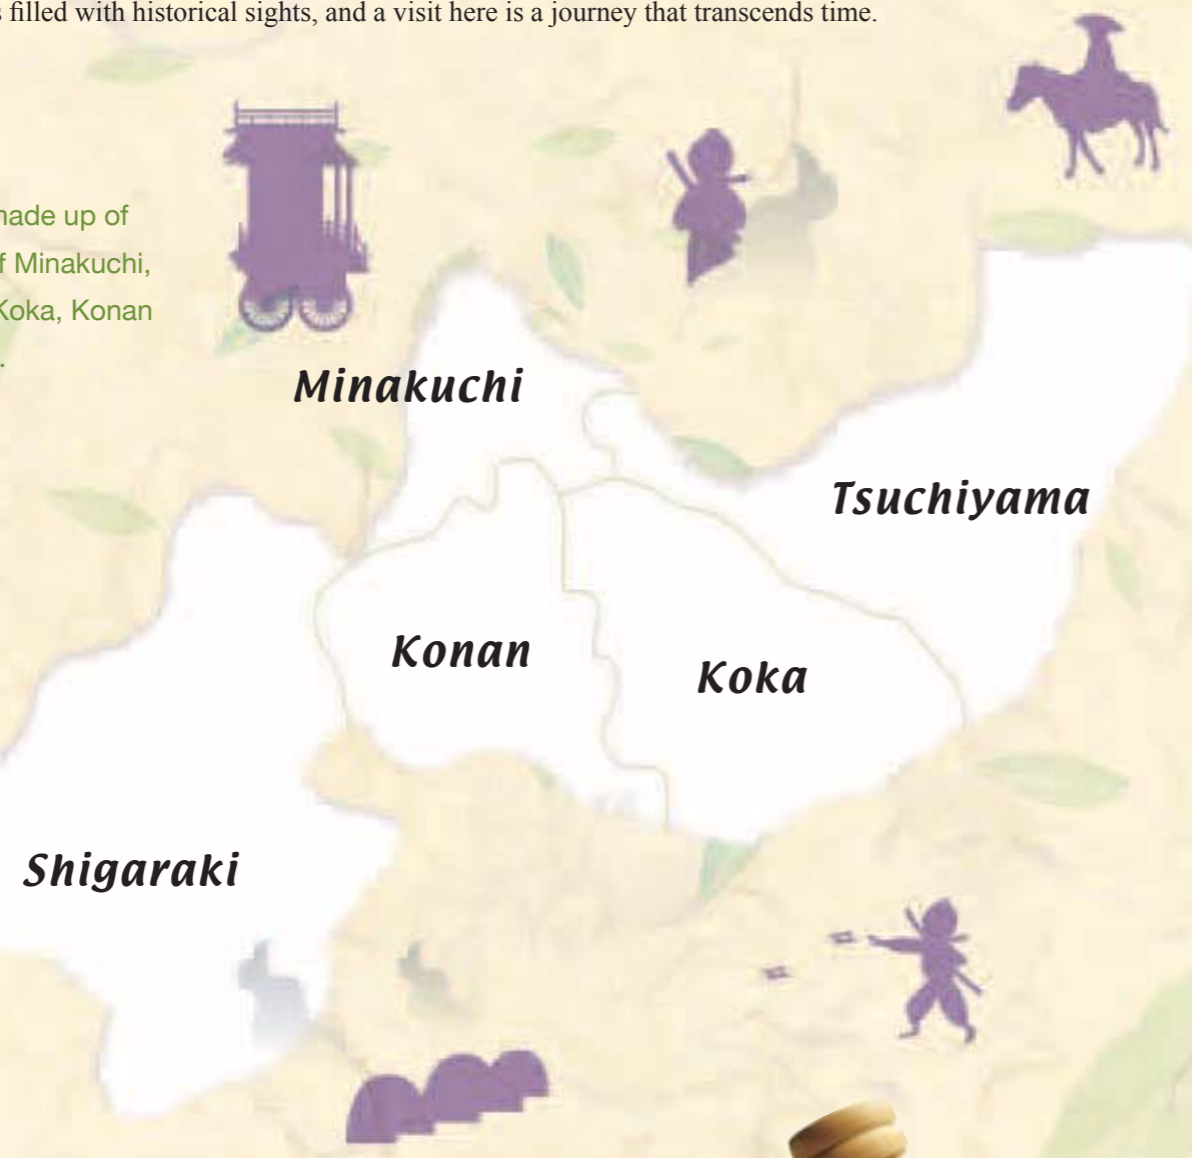 filled with historical sights, and a visit here is a journey that transcends time.
made up of
Minakuchi,
Koka, Konan
.
Minakuchi
Tsuchiyama
Konan
Koka
Shigaraki